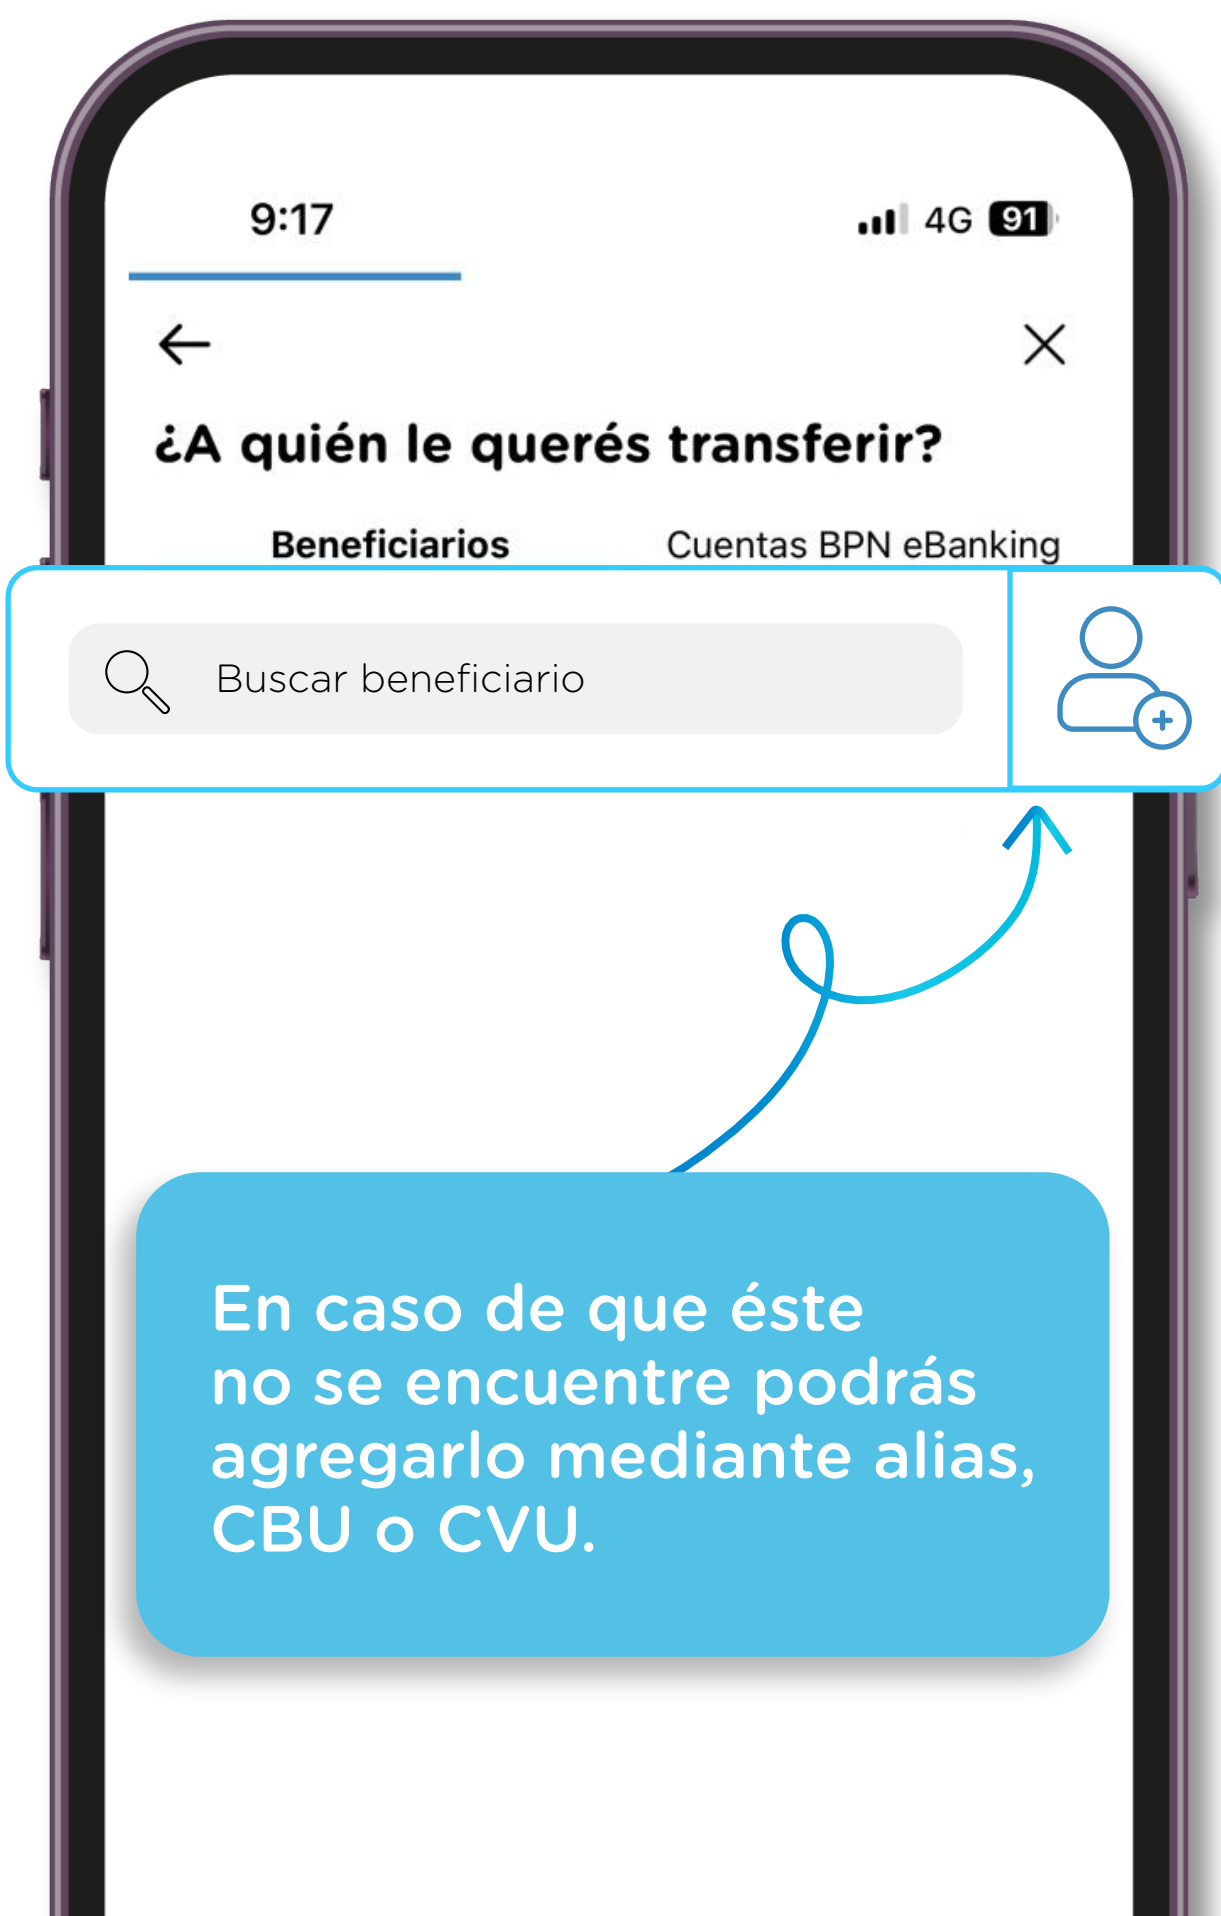 9:17
4G 91
¿A quién le querés transferir?
Beneficiarios Cuentas BPN eBanking
Buscar beneficiario
En caso de que éste
no se encuentre podrás
agregarlo mediante alias,
CBU o CVU.